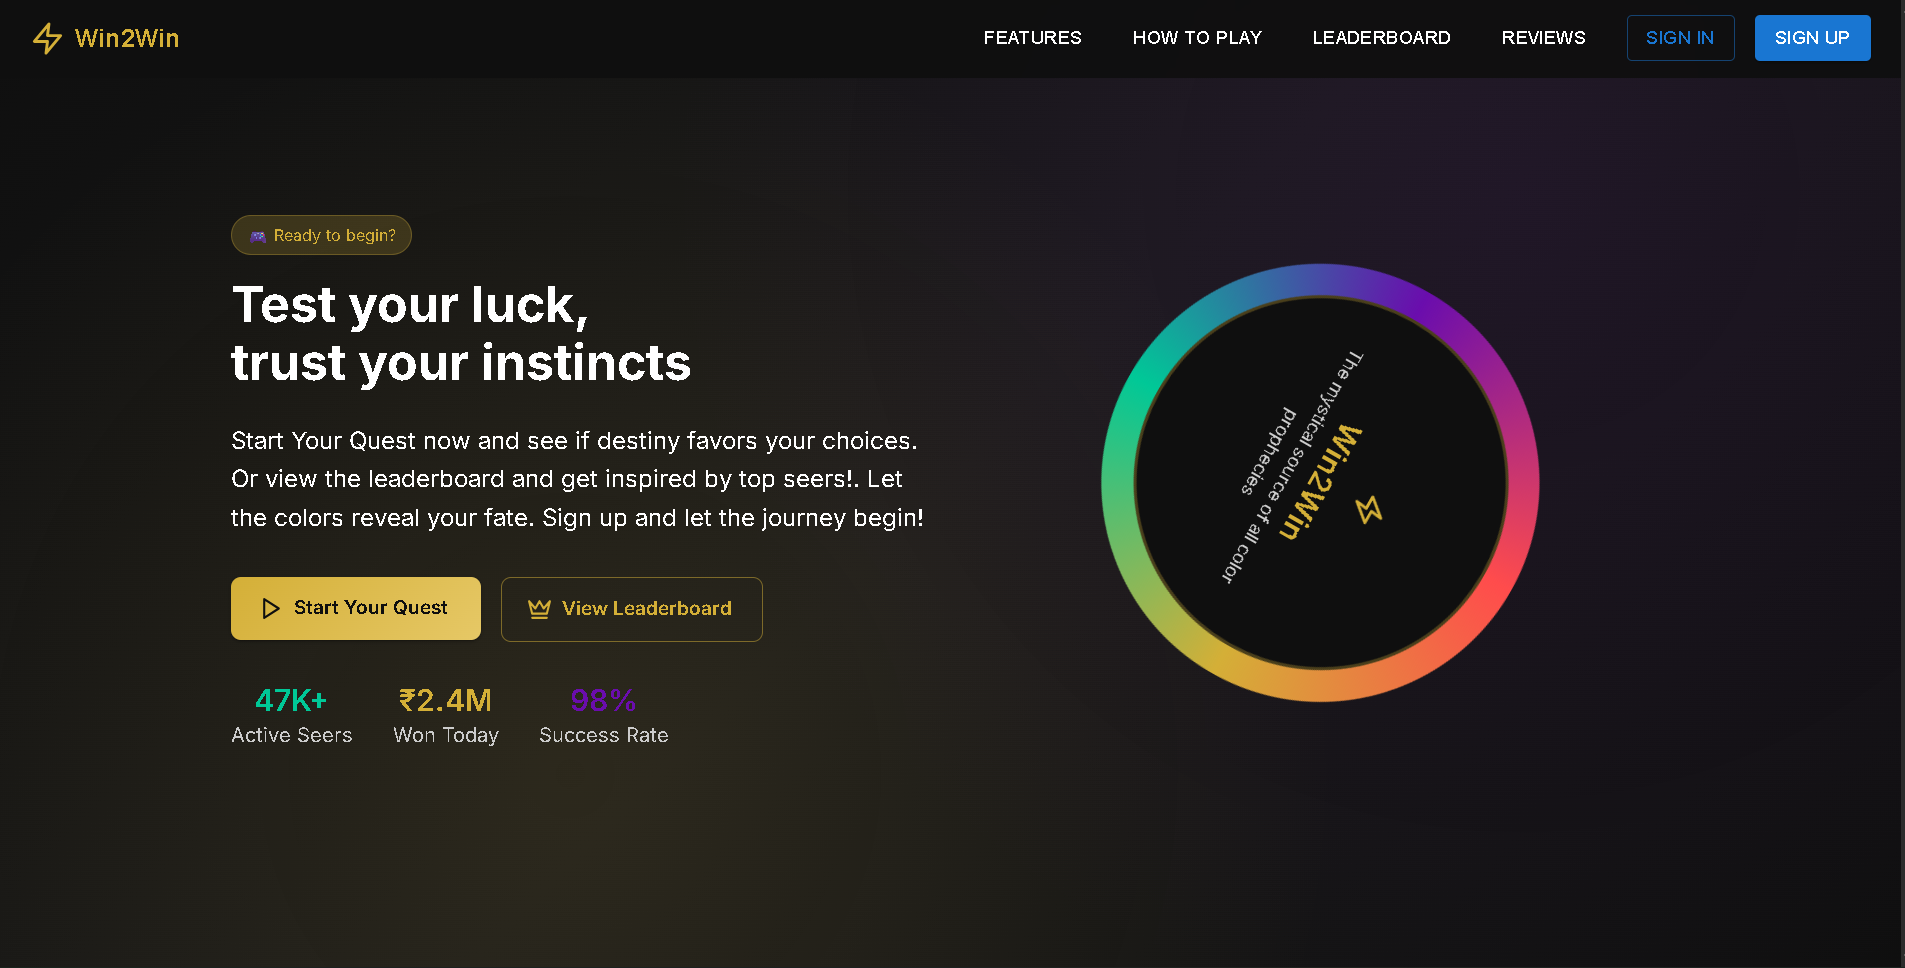 Win2Win
FEATURES
HOW TO PLAY
LEADERBOARD
REVIEWS
SIGN IN
SIGN UP
Ready to begin?
Test your luck,
trust your instincts
Start Your Quest now and see if destiny favors your choices.
Or view the leaderboard and get inspired by top seers!. Let
the colors reveal your fate. Sign up and let the journey begin!
Start Your Quest
View Leaderboard
47K+
Active Seers
₹2.4M
Won Today
98%
Success Rate
Win2Win
The mystical source of all color
prophecies